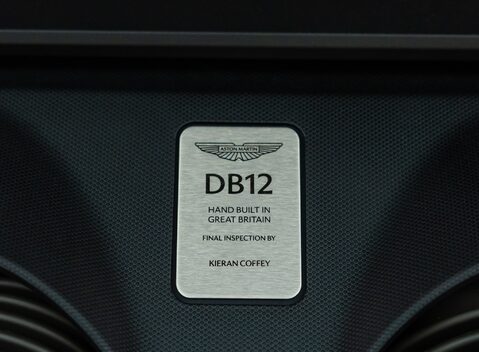 ASTON MARTIN
DB12
HAND BUILT IN
GREAT BRITAIN
FINAL INSPECTION BY
KIERAN COFFEY